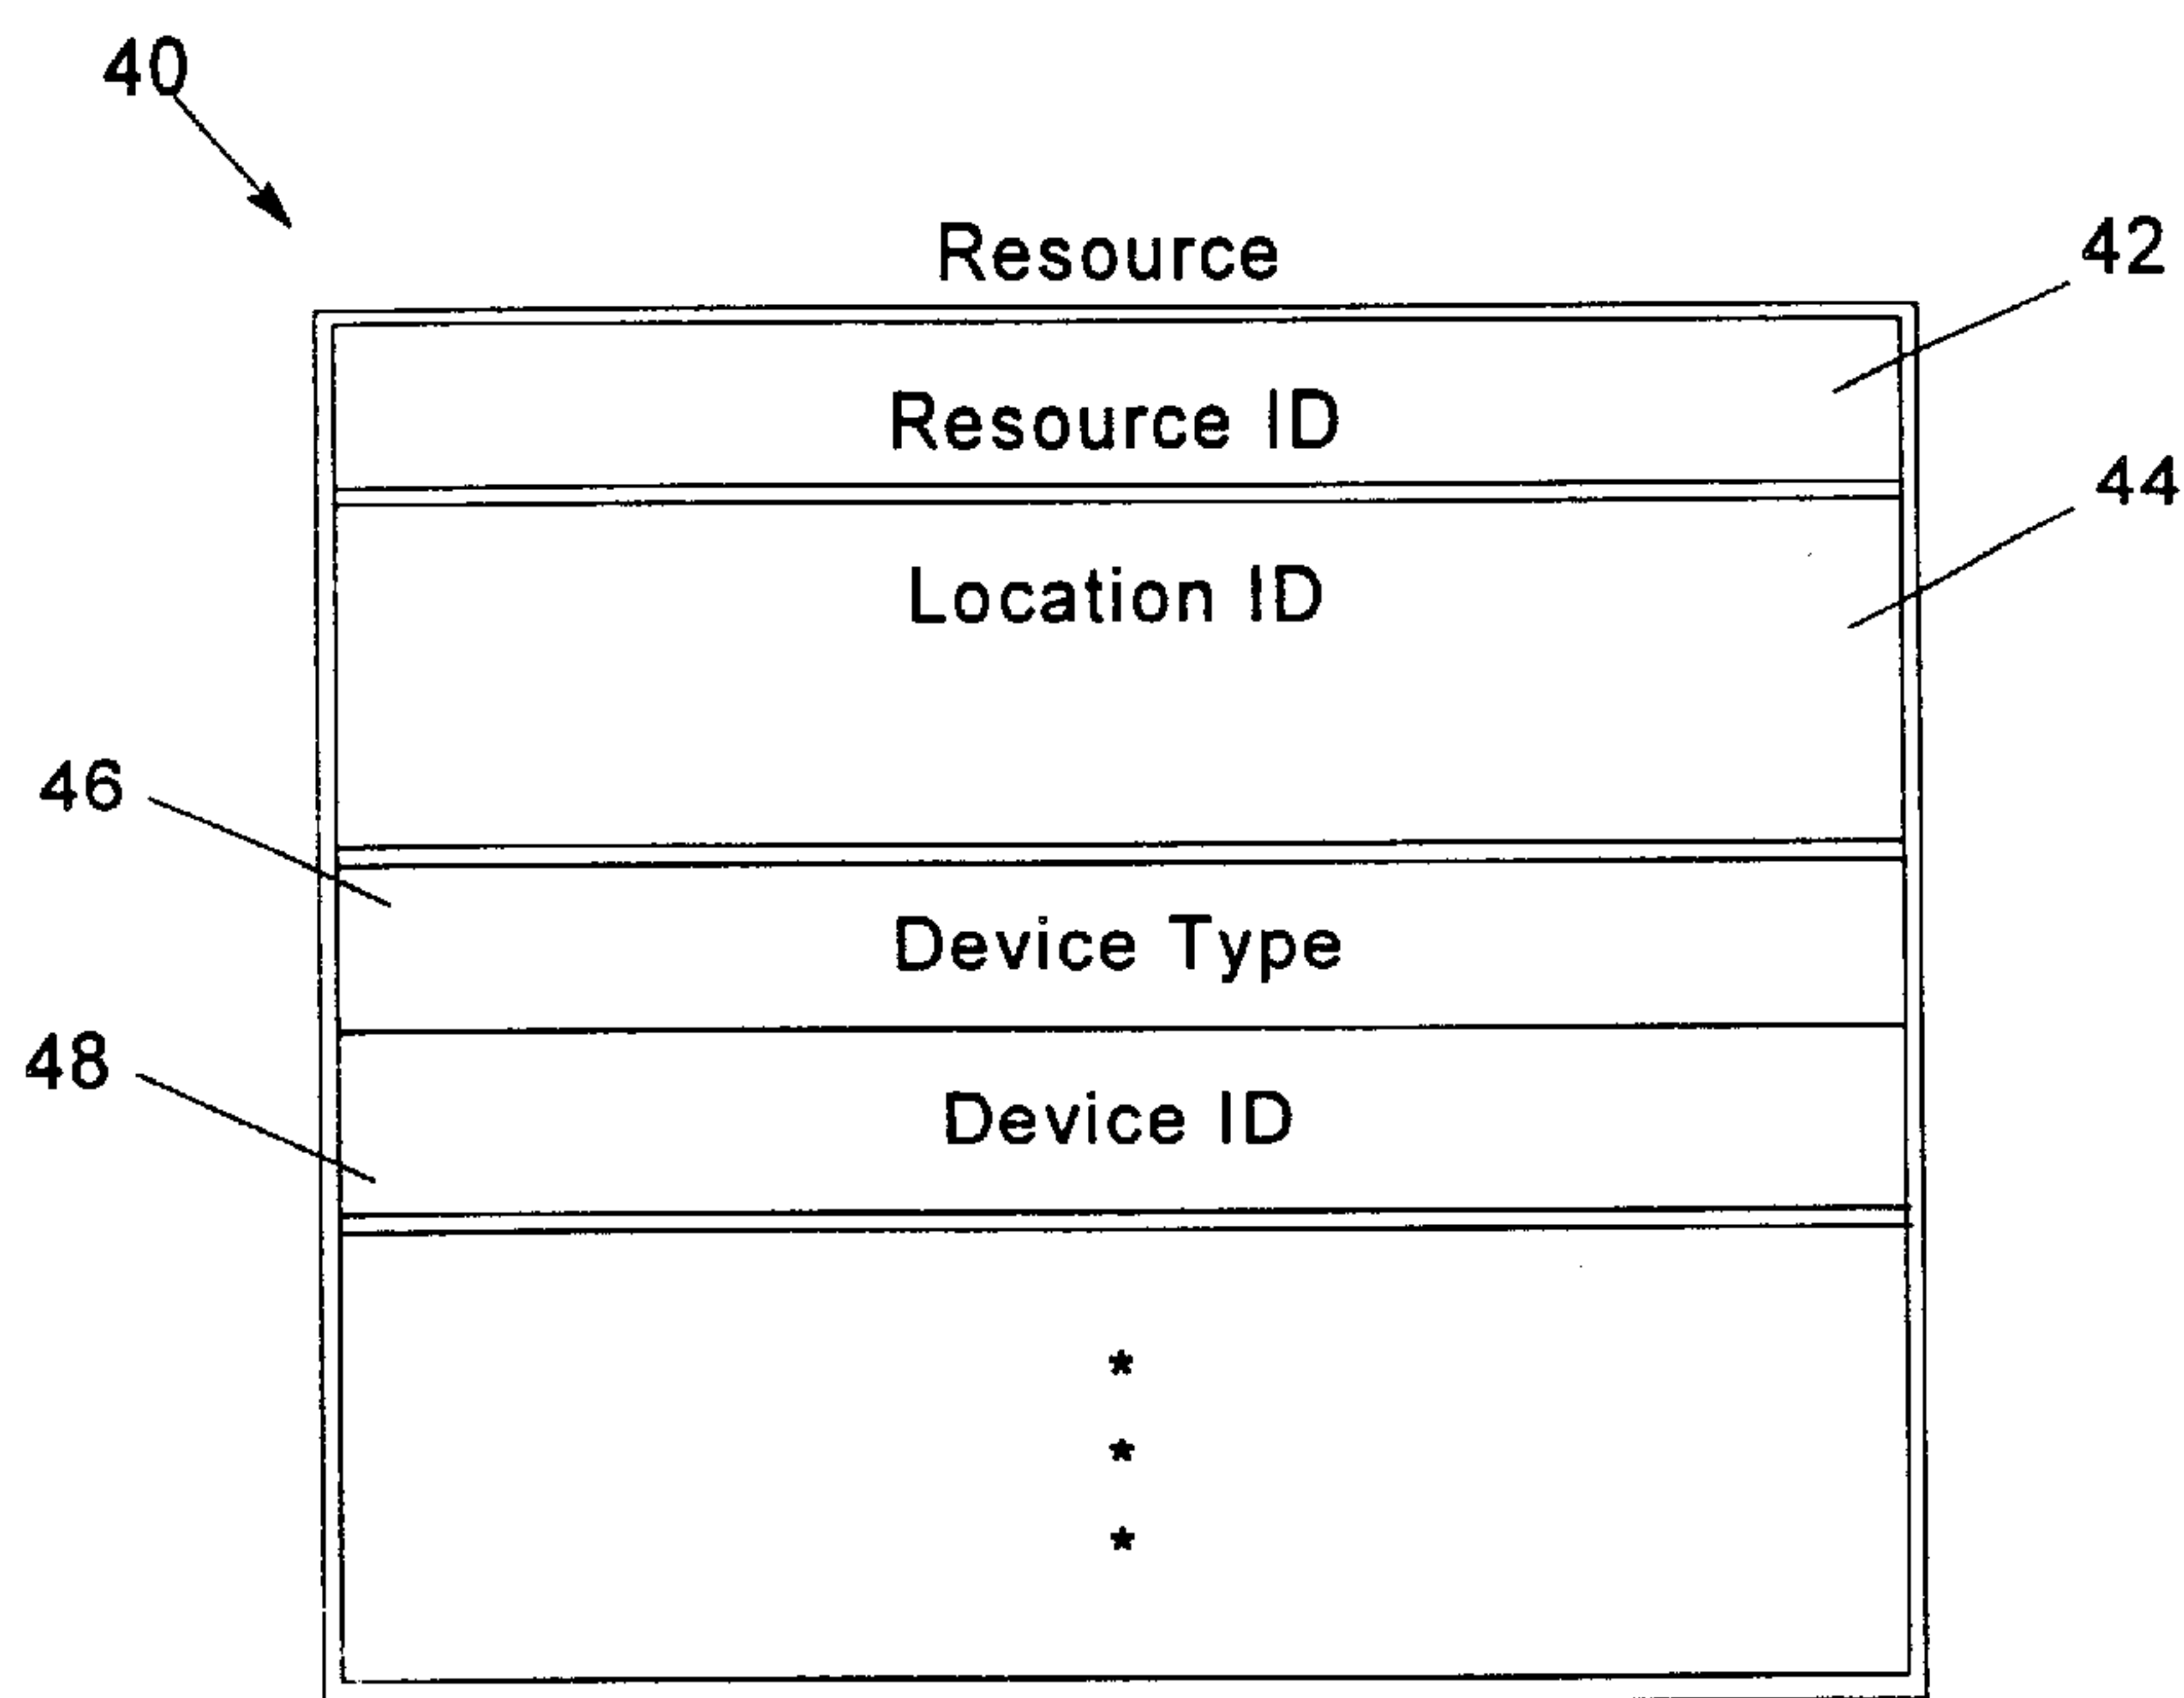 40
Resource
42
Resource ID
44
Location ID
46
Device Type
48
Device ID
*
*
*